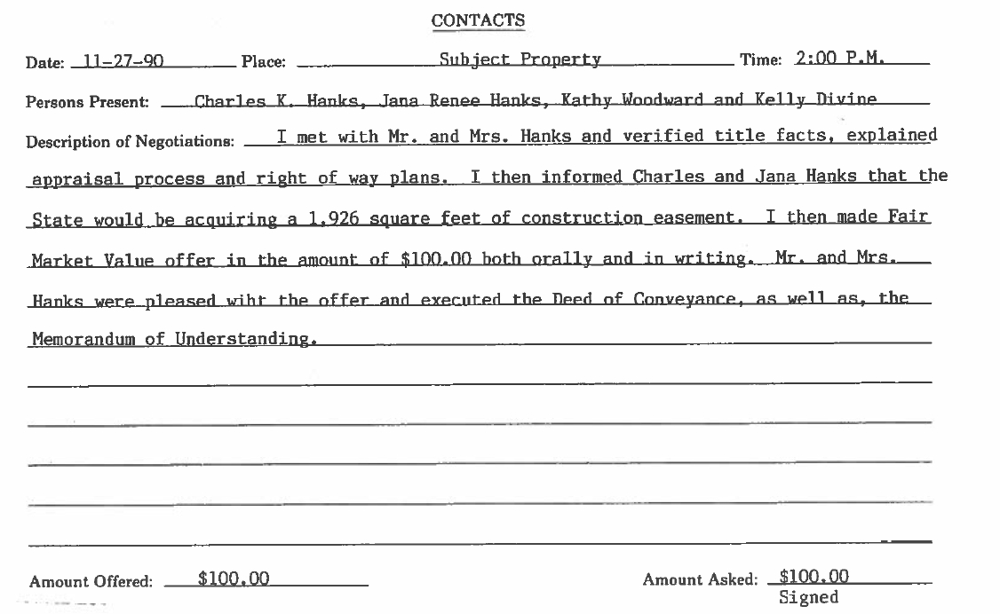 CONTACTS
Date: 11-27-90 Place: Subject Property Time: 2:00 P.M.
Persons Present: Charles K. Hanks, Jana Renee Hanks, Kathy Woodward and Kelly Divine
Description of Negotiations: I met with Mr. and Mrs. Hanks and verified title facts, explained
appraisal process and right of way plans. I then informed Charles and Jana Hanks that the
State would be acquiring a 1,926 square feet of construction easement. I then made Fair
Market Value offer in the amount of $100.00 both orally and in writing. Mr. and Mrs.
Hanks were pleased wiht the offer and executed the Deed of Conveyance, as well as, the
Memorandum of Understanding.
Amount Offered: $100.00 Amount Asked: $100.00
Signed